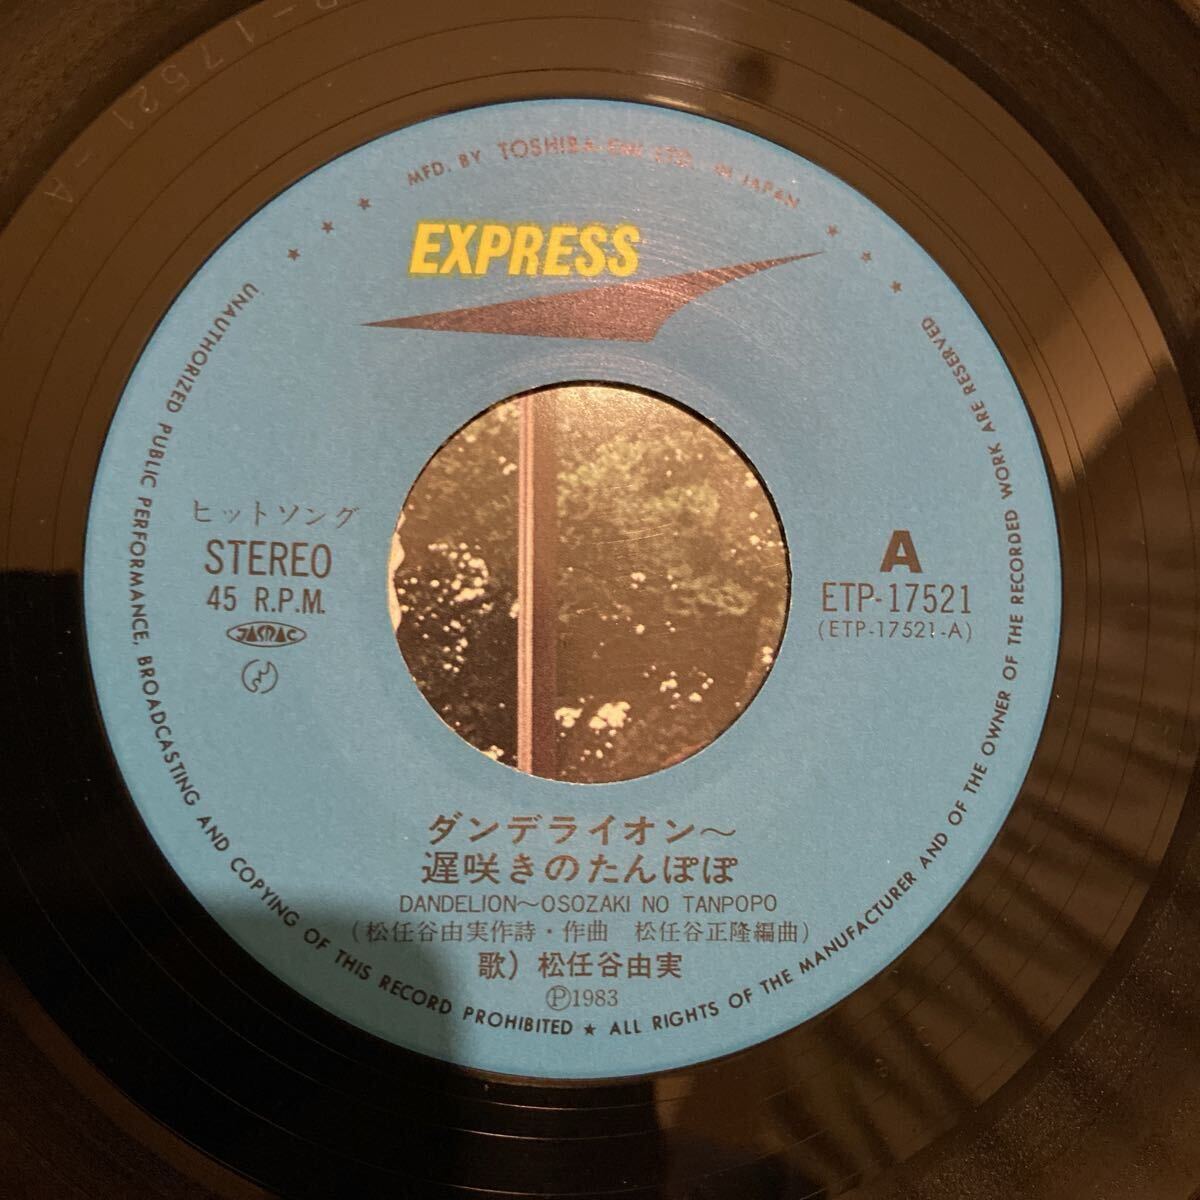 MFD. BY TOSHIBA-EMI LTD. IN JAPAN
EXPRESS
ヒットソング
STEREO
45 R.P.M.
JASRAC
A
ETP-17521
(ETP-17521-A)
ダンデライオン〜
遅咲きのたんぽぽ
DANDELION〜OSOZAKI NO TANPOPO
(松任谷由実作詩・作曲 松任谷正隆編曲)
歌) 松任谷由実
Ⓟ1983
UNAUTHORIZED PUBLIC PERFORMANCE, BROADCASTING AND COPYING OF THIS RECORD PROHIBITED ★ ALL RIGHTS OF THE MANUFACTURER AND OF THE OWNER OF THE RECORDED WORK ARE RESERVED